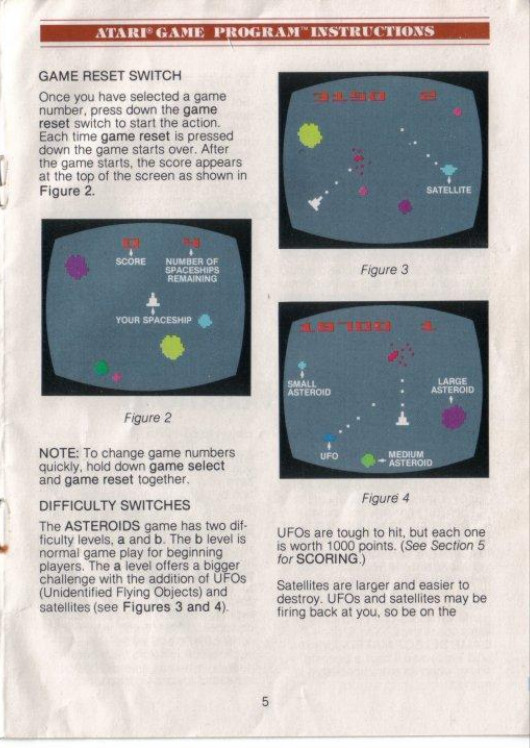 ATARI® GAME PROGRAM™ INSTRUCTIONS
GAME RESET SWITCH
Once you have selected a game
number, press down the game
reset switch to start the action.
Each time game reset is pressed
down the game starts over. After
the game starts, the score appears
at the top of the screen as shown in
Figure 2.
0 4
SCORE
NUMBER OF
SPACESHIPS
REMAINING
YOUR SPACESHIP
Figure 2
NOTE: To change game numbers
quickly, hold down game select
and game reset together.
DIFFICULTY SWITCHES
The ASTEROIDS game has two dif-
ficulty levels, a and b. The b level is
normal game play for beginning
players. The a level offers a bigger
challenge with the addition of UFOs
(Unidentified Flying Objects) and
satellites (see Figures 3 and 4).
3150 2
SATELLITE
Figure 3
18700 1
SMALL
ASTEROID
LARGE
ASTEROID
UFO
MEDIUM
ASTEROID
Figure 4
UFOs are tough to hit, but each one
is worth 1000 points. (See Section 5
for SCORING.)
Satellites are larger and easier to
destroy. UFOs and satellites may be
firing back at you, so be on the
5